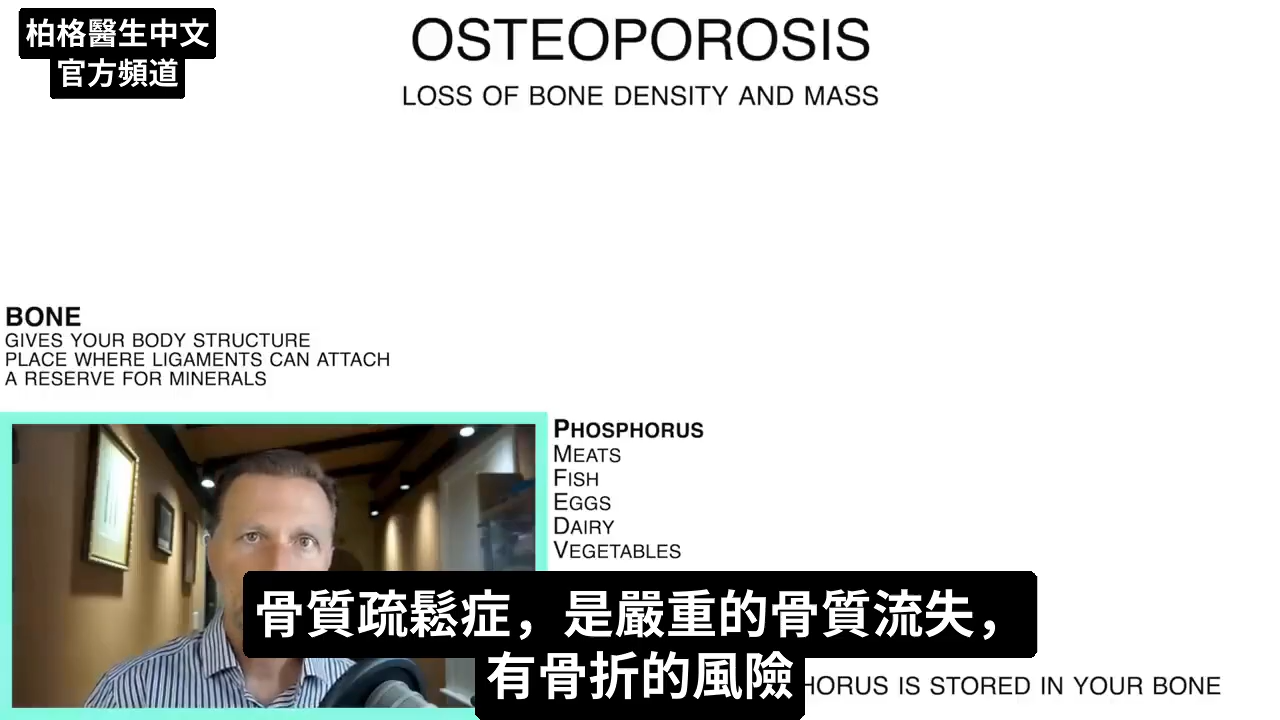 柏格醫生中文
官方頻道
OSTEOPOROSIS
LOSS OF BONE DENSITY AND MASS
BONE
GIVES YOUR BODY STRUCTURE
PLACE WHERE LIGAMENTS CAN ATTACH
A RESERVE FOR MINERALS
PHOSPHORUS
MEATS
FISH
EGGS
DAIRY
VEGETABLES
骨質疏鬆症，是嚴重的骨質流失，
有骨折的風險
HORUS IS STORED IN YOUR BONE